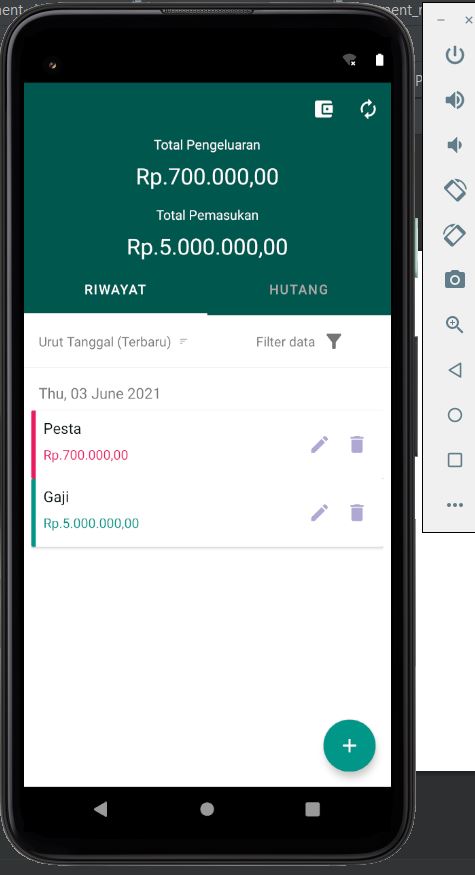 Total Pengeluaran
Rp.700.000,00
Total Pemasukan
Rp.5.000.000,00
RIWAYAT HUTANG
Urut Tanggal (Terbaru) Filter data
Thu, 03 June 2021
Pesta
Rp.700.000,00
Gaji
Rp.5.000.000,00